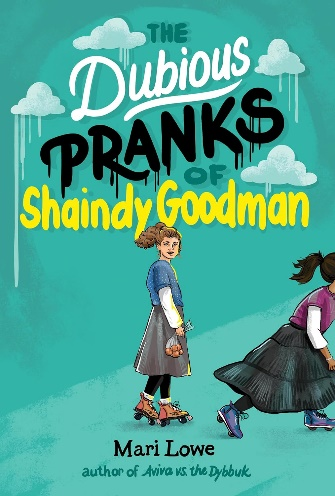 THE
Dubious
PRANKS
OF
Shaindy Goodman
Mari Lowe
author of Aviva vs. the Dybbuk